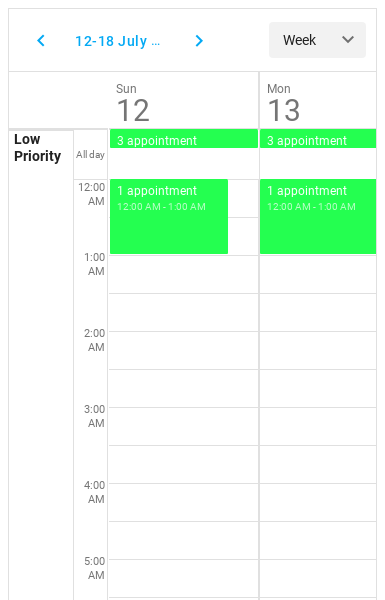 12-18 July ...
Week
Sun
12
Mon
13
Low
Priority
All day
3 appointment
3 appointment
12:00
AM
1 appointment
12:00 AM - 1:00 AM
1 appointment
12:00 AM - 1:00 AM
1:00
AM
2:00
AM
3:00
AM
4:00
AM
5:00
AM